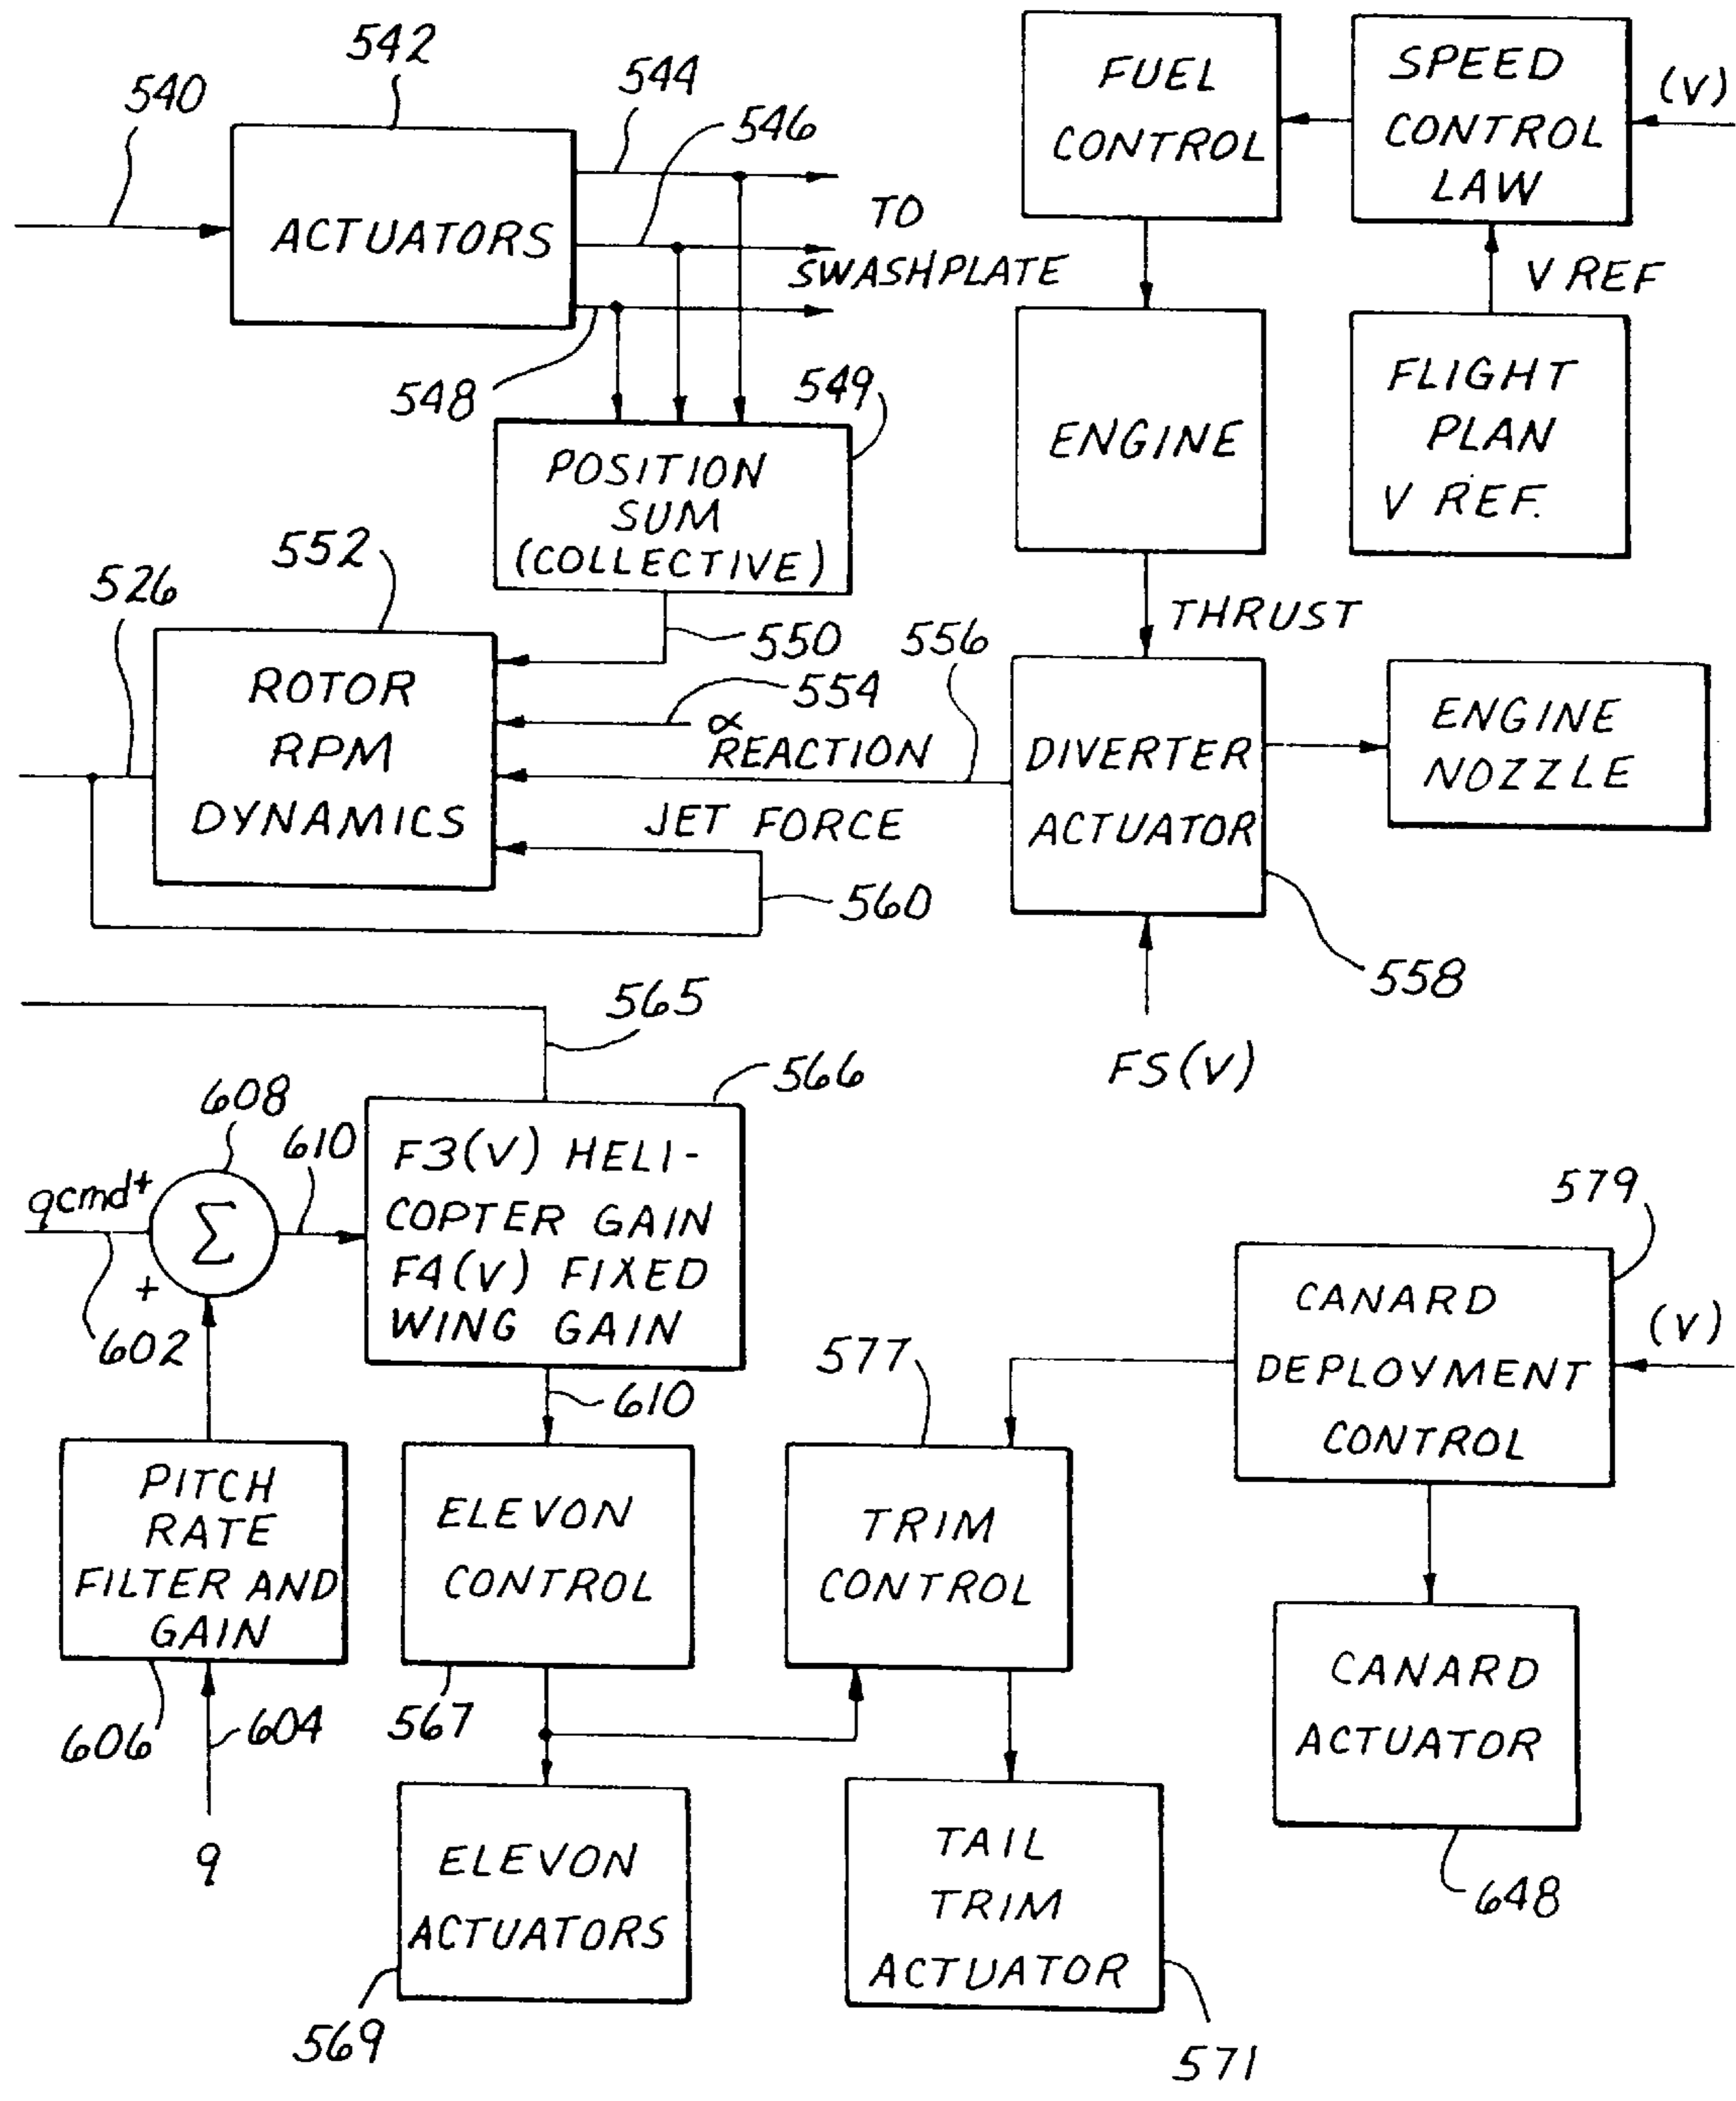 542
540
544
546
ACTUATORS
TO
SWASHPLATE
548
549
POSITION
SUM
(COLLECTIVE)
FUEL
CONTROL
SPEED
CONTROL
LAW
(V)
V REF
ENGINE
FLIGHT
PLAN
V REF.
THRUST
552
526
550
554
556
ROTOR
RPM
DYNAMICS
∝
REACTION
JET FORCE
560
DIVERTER
ACTUATOR
ENGINE
NOZZLE
558
FS(V)
565
566
608
610
qcmd+
Σ
+
602
F3(V) HELI-
COPTER GAIN
F4(V) FIXED
WING GAIN
610
579
CANARD
DEPLOYMENT
CONTROL
(V)
577
PITCH
RATE
FILTER AND
GAIN
ELEVON
CONTROL
TRIM
CONTROL
CANARD
ACTUATOR
606
604
567
q
ELEVON
ACTUATORS
TAIL
TRIM
ACTUATOR
648
569
571